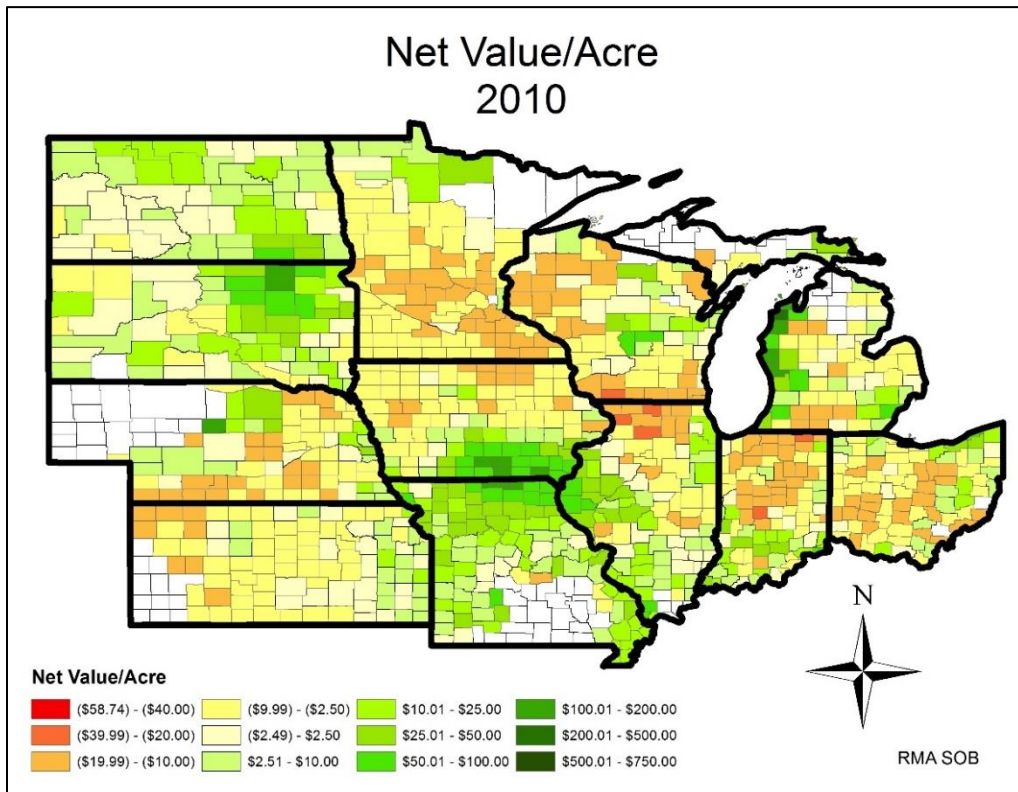 Net Value/Acre
2010
N
Net Value/Acre
($58.74) - ($40.00) ($9.99) - ($2.50) $10.01 - $25.00 $100.01 - $200.00
($39.99) - ($20.00) ($2.49) - $2.50 $25.01 - $50.00 $200.01 - $500.00
($19.99) - ($10.00) $2.51 - $10.00 $50.01 - $100.00 $500.01 - $750.00
RMA SOB